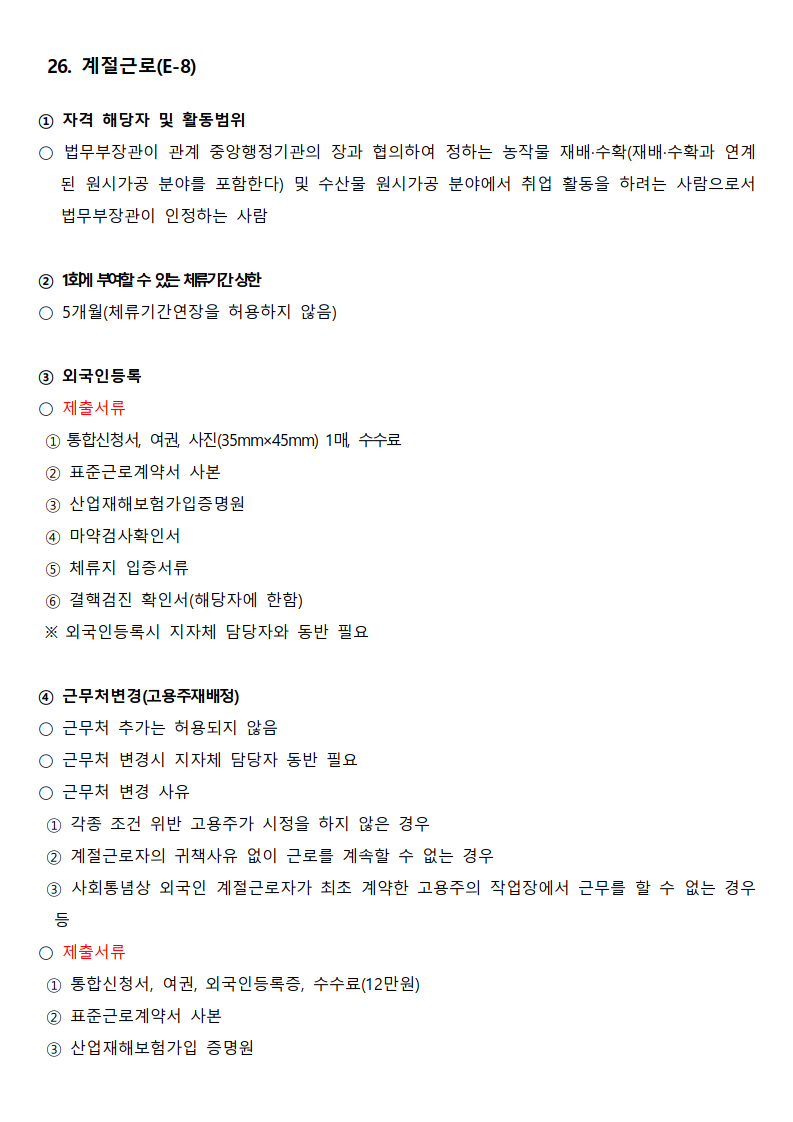 26. 계절근로(E-8)
① 자격 해당자 및 활동범위
○ 법무부장관이 관계 중앙행정기관의 장과 협의하여 정하는 농작물 재배·수확(재배·수확과 연계
된 원시가공 분야를 포함한다) 및 수산물 원시가공 분야에서 취업 활동을 하려는 사람으로서
법무부장관이 인정하는 사람
② 1회에 부여할 수 있는 체류기간 상한
○ 5개월(체류기간연장을 허용하지 않음)
③ 외국인등록
○ 제출서류
① 통합신청서, 여권, 사진(35mm×45mm) 1매, 수수료
② 표준근로계약서 사본
③ 산업재해보험가입증명원
④ 마약검사확인서
⑤ 체류지 입증서류
⑥ 결핵검진 확인서(해당자에 한함)
※ 외국인등록시 지자체 담당자와 동반 필요
④ 근무처변경(고용주재배정)
○ 근무처 추가는 허용되지 않음
○ 근무처 변경시 지자체 담당자 동반 필요
○ 근무처 변경 사유
① 각종 조건 위반 고용주가 시정을 하지 않은 경우
② 계절근로자의 귀책사유 없이 근로를 계속할 수 없는 경우
③ 사회통념상 외국인 계절근로자가 최초 계약한 고용주의 작업장에서 근무를 할 수 없는 경우
등
○ 제출서류
① 통합신청서, 여권, 외국인등록증, 수수료(12만원)
② 표준근로계약서 사본
③ 산업재해보험가입 증명원